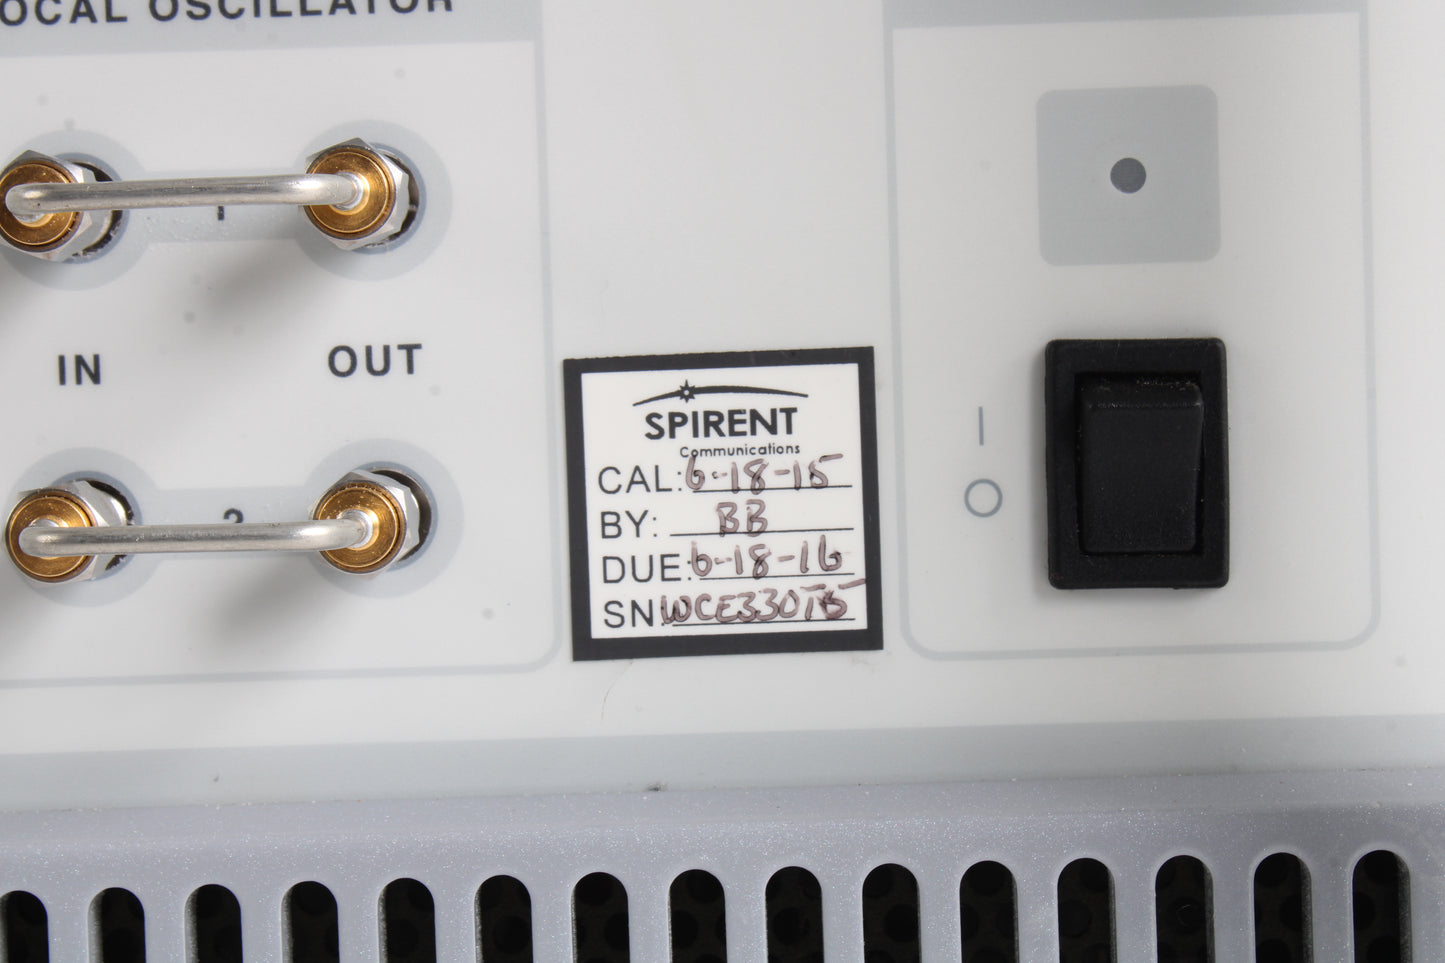 OCAL OSCILLATOR
1
IN OUT
2
SPIRENT
Communications
CAL: 6-18-15
BY: BB
DUE: 6-18-16
SN:
| 
O